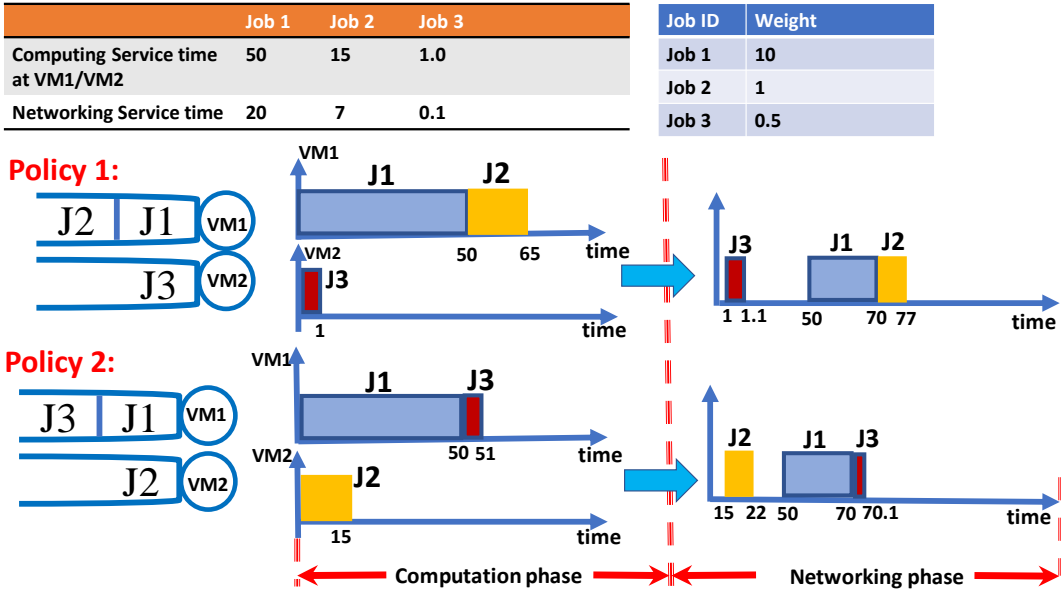 Job 1 Job 2 Job 3
Computing Service time 50 15 1.0
at VM1/VM2
Networking Service time 20 7 0.1
Job ID Weight
Job 1 10
Job 2 1
Job 3 0.5
Policy 1:
J2 J1 VM1
J3 VM2
VM1
J1 J2
50 65 time
VM2
J3
1 time
J3 J1 J2
1 1.1 50 70 77
time
Policy 2:
J3 J1 VM1
J2 VM2
VM1
J1 J3
50 51 time
VM2
J2
15 time
J2 J1 J3
15 22 50 70 70.1
time
Computation phase Networking phase